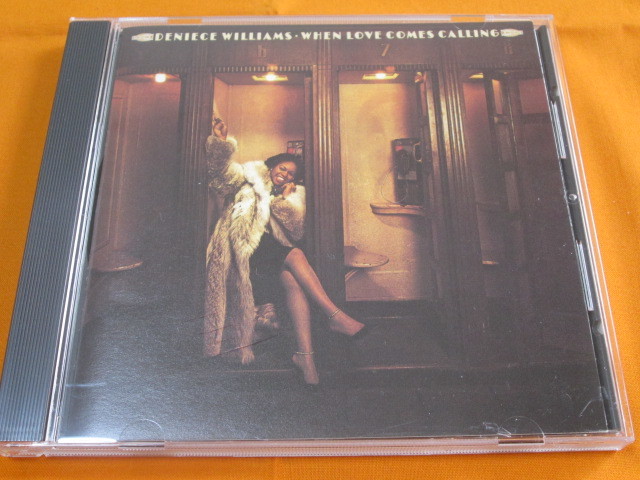 DENIECE WILLIAMS • WHEN LOVE COMES CALLING